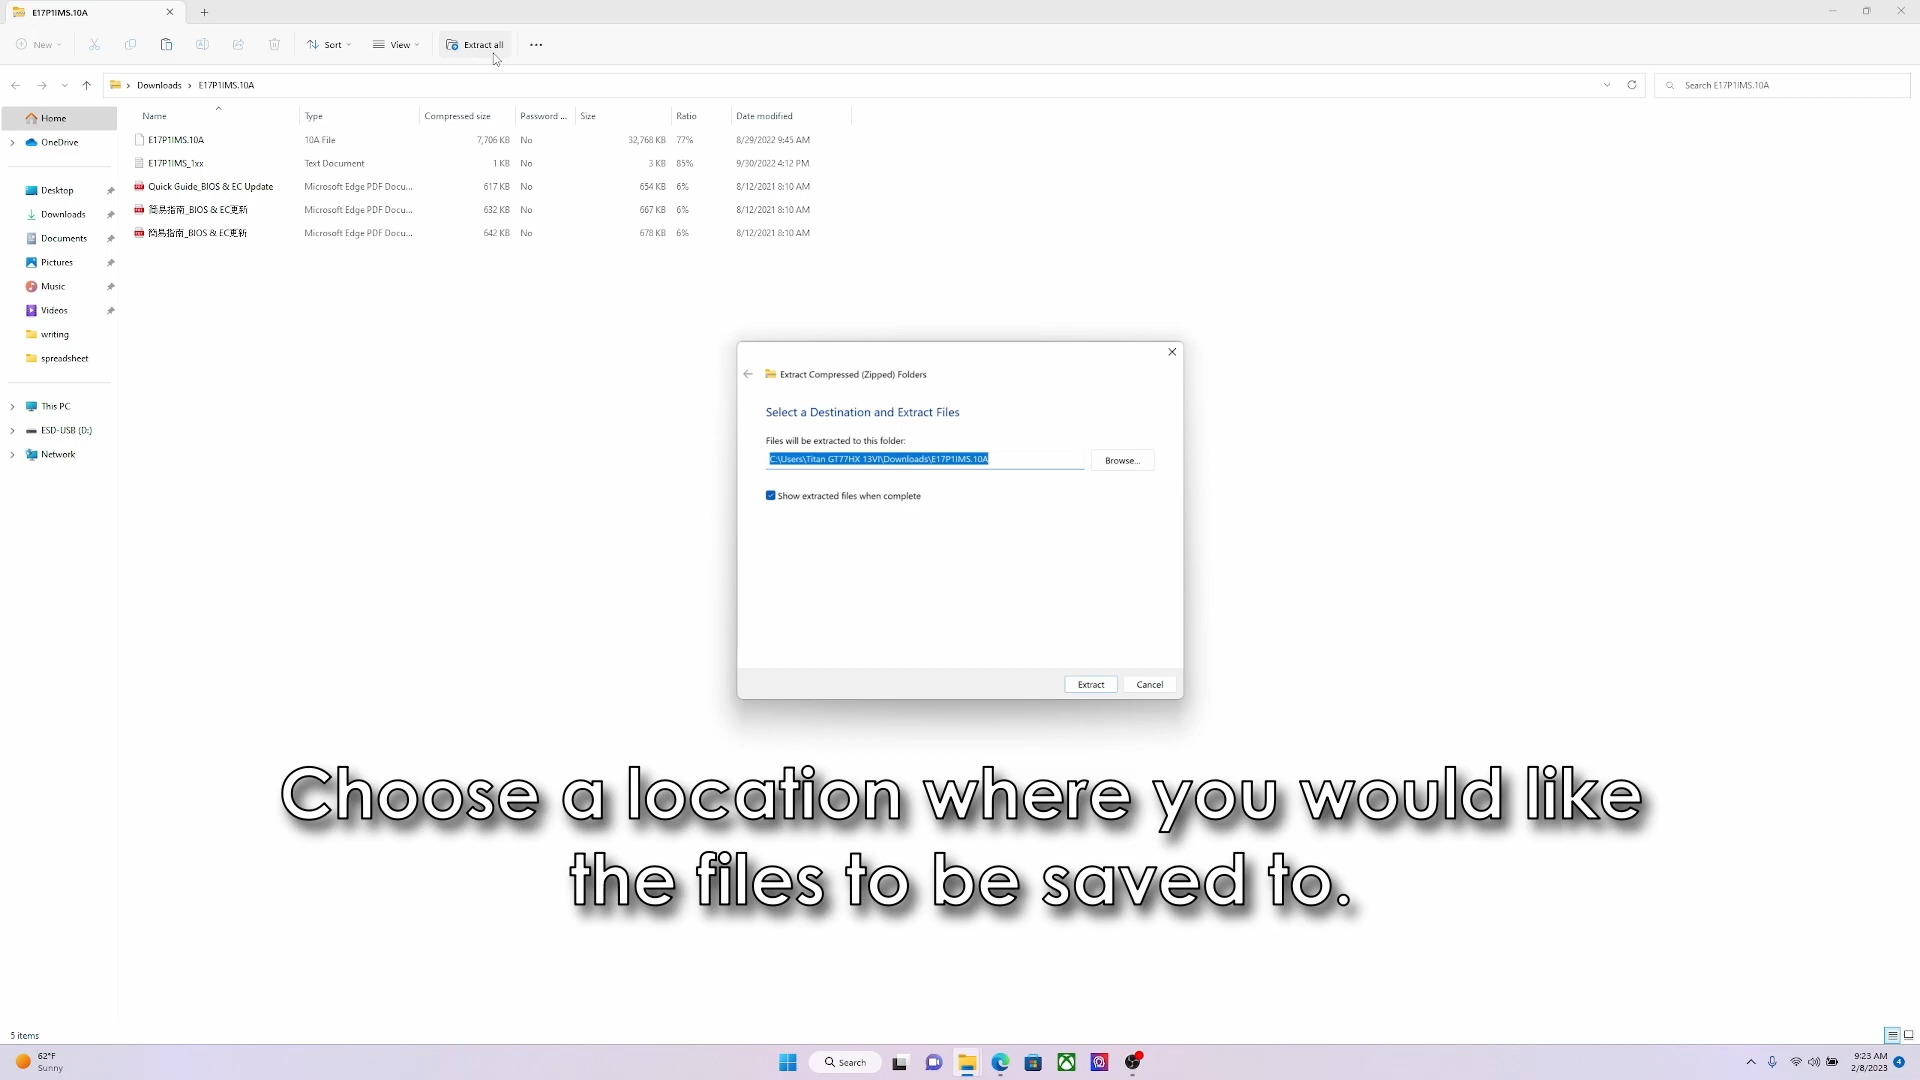 E17P1IMS.10A
New
Sort
View
Extract all
Downloads
E17P1IMS.10A
Search E17P1IMS.10A
Name Type Compressed size Password ... Size Ratio Date modified
E17P1IMS.10A 10A File 7,706 KB No 32,768 KB 77% 8/29/2022 9:45 AM
E17P1IMS_1xx Text Document 1 KB No 3 KB 85% 9/30/2022 4:12 PM
Quick Guide_BIOS & EC Update Microsoft Edge PDF Docu... 617 KB No 654 KB 6% 8/12/2021 8:10 AM
简易指南_BIOS & EC更新 Microsoft Edge PDF Docu... 632 KB No 667 KB 6% 8/12/2021 8:10 AM
簡易指南_BIOS & EC更新 Microsoft Edge PDF Docu... 642 KB No 678 KB 6% 8/12/2021 8:10 AM
Home
OneDrive
Desktop
Downloads
Documents
Pictures
Music
Videos
writing
spreadsheet
This PC
ESD-USB (D:)
Network
Extract Compressed (Zipped) Folders
Select a Destination and Extract Files
Files will be extracted to this folder:
C:\Users\Titan GT77HX 13VI\Downloads\E17P1IMS.10A
Browse...
Show extracted files when complete
Extract
Cancel
Choose a location where you would like
the files to be saved to.
5 items
62°F
Sunny
Search
9:23 AM
2/8/2023
4